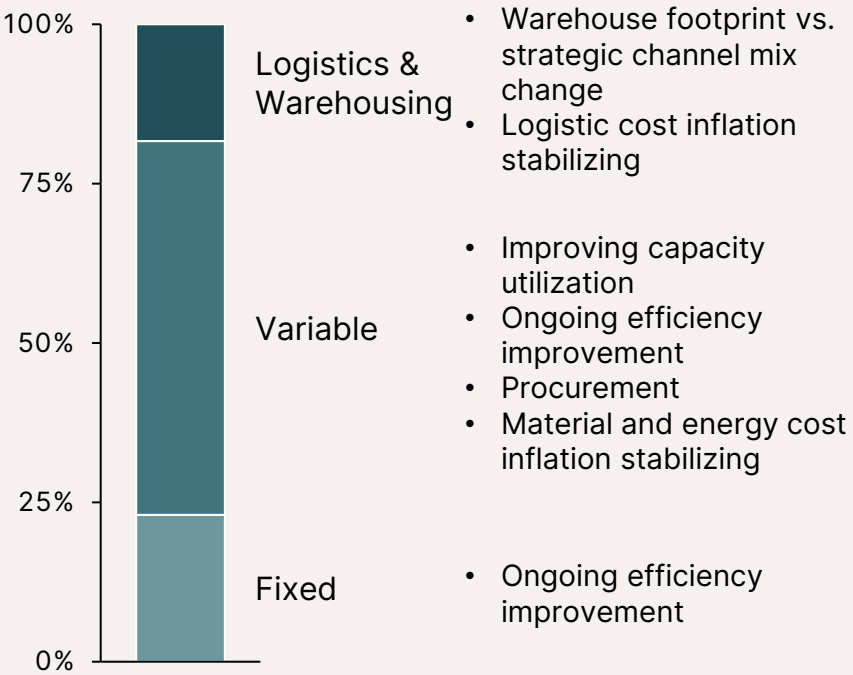 100%
75%
50%
25%
0%
Logistics &
Warehousing
• Warehouse footprint vs.
strategic channel mix
change
• Logistic cost inflation
stabilizing
Variable
• Improving capacity
utilization
• Ongoing efficiency
improvement
• Procurement
• Material and energy cost
inflation stabilizing
Fixed
• Ongoing efficiency
improvement